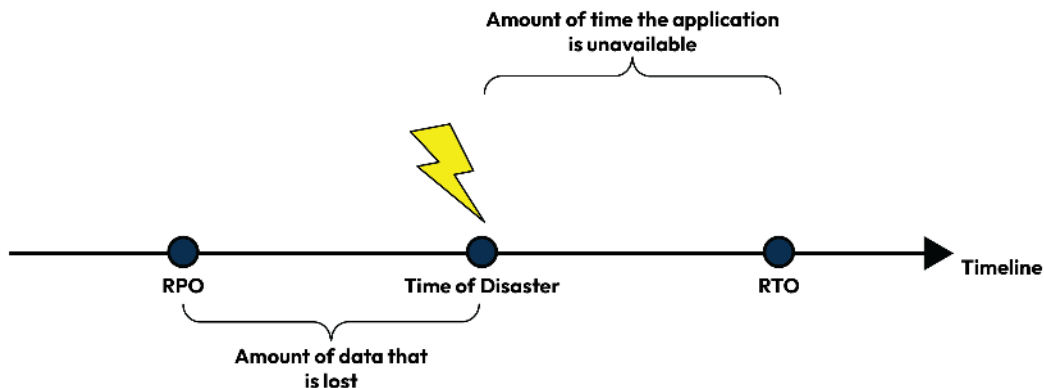 Amount of time the application
is unavailable
RPO
Time of Disaster
RTO
Timeline
Amount of data that
is lost